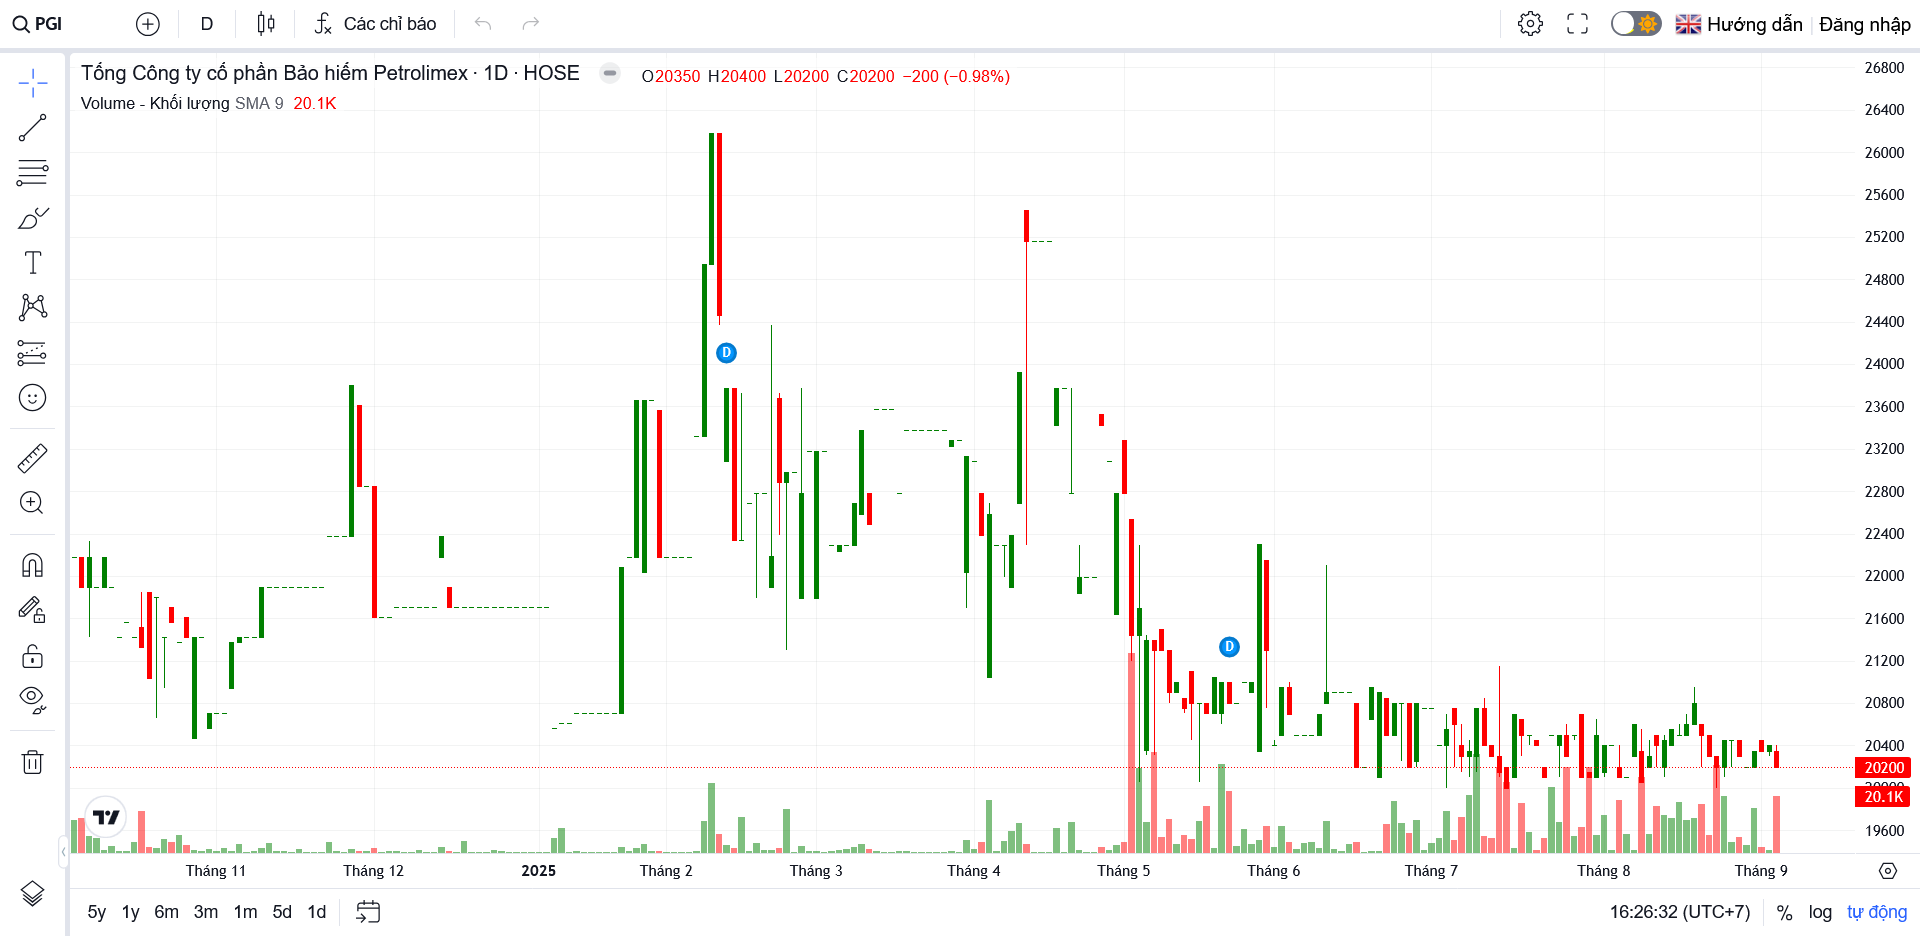 PGI D Các chỉ báo Hướng dẫn Đăng nhập
Tổng Công ty cổ phần Bảo hiểm Petrolimex · 1D · HOSE O20350 H20400 L20200 C20200 −200 (−0.98%)
Volume - Khối lượng SMA 9 20.1K
26800
26400
26000
25600
25200
24800
24400
24000
23600
23200
22800
22400
22000
21600
21200
20800
20400
20200
20.1K
19600
D
D
Tháng 11 Tháng 12 2025 Tháng 2 Tháng 3 Tháng 4 Tháng 5 Tháng 6 Tháng 7 Tháng 8 Tháng 9
5y 1y 6m 3m 1m 5d 1d 16:26:32 (UTC+7) % log tự động